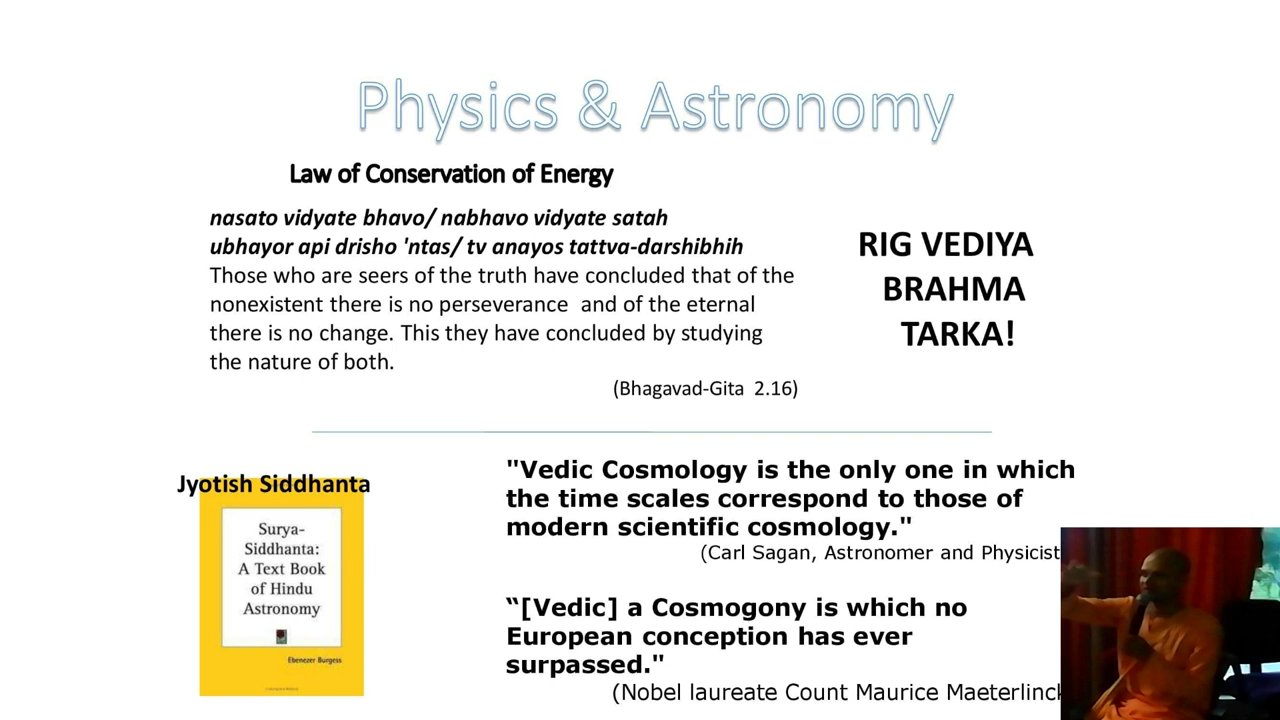 Physics & Astronomy
Law of Conservation of Energy
nasato vidyate bhavo/ nabhavo vidyate satah
ubhayor api drisho 'ntas/ tv anayos tattva-darshibhih
Those who are seers of the truth have concluded that of the
nonexistent there is no perseverance and of the eternal
there is no change. This they have concluded by studying
the nature of both.
(Bhagavad-Gita 2.16)
RIG VEDIYA
BRAHMA
TARKA!
Jyotish Siddhanta
Surya-
Siddhanta:
A Text Book
of Hindu
Astronomy
Ebenezer Burgess
"Vedic Cosmology is the only one in which
the time scales correspond to those of
modern scientific cosmology."
(Carl Sagan, Astronomer and Physicist
“[Vedic] a Cosmogony is which no
European conception has ever
surpassed."
(Nobel laureate Count Maurice Maeterlinck